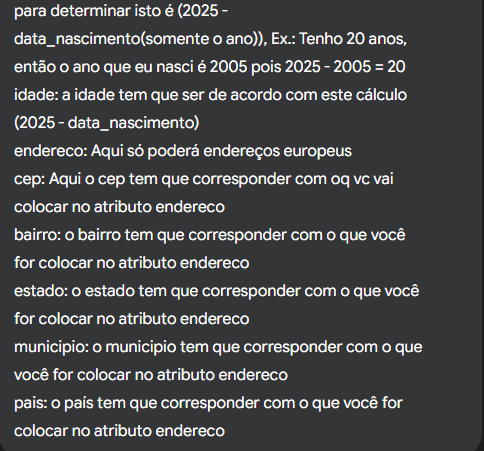 para determinar isto é (2025 -
data_nascimento(somente o ano)), Ex.: Tenho 20 anos,
então o ano que eu nasci é 2005 pois 2025 - 2005 = 20
idade: a idade tem que ser de acordo com este cálculo
(2025 - data_nascimento)
endereco: Aqui só poderá endereços europeus
cep: Aqui o cep tem que corresponder com oq vc vai
colocar no atributo endereco
bairro: o bairro tem que corresponder com o que você
for colocar no atributo endereco
estado: o estado tem que corresponder com o que você
for colocar no atributo endereco
municipio: o municipio tem que corresponder com o que
você for colocar no atributo endereco
pais: o país tem que corresponder com o que você for
colocar no atributo endereco